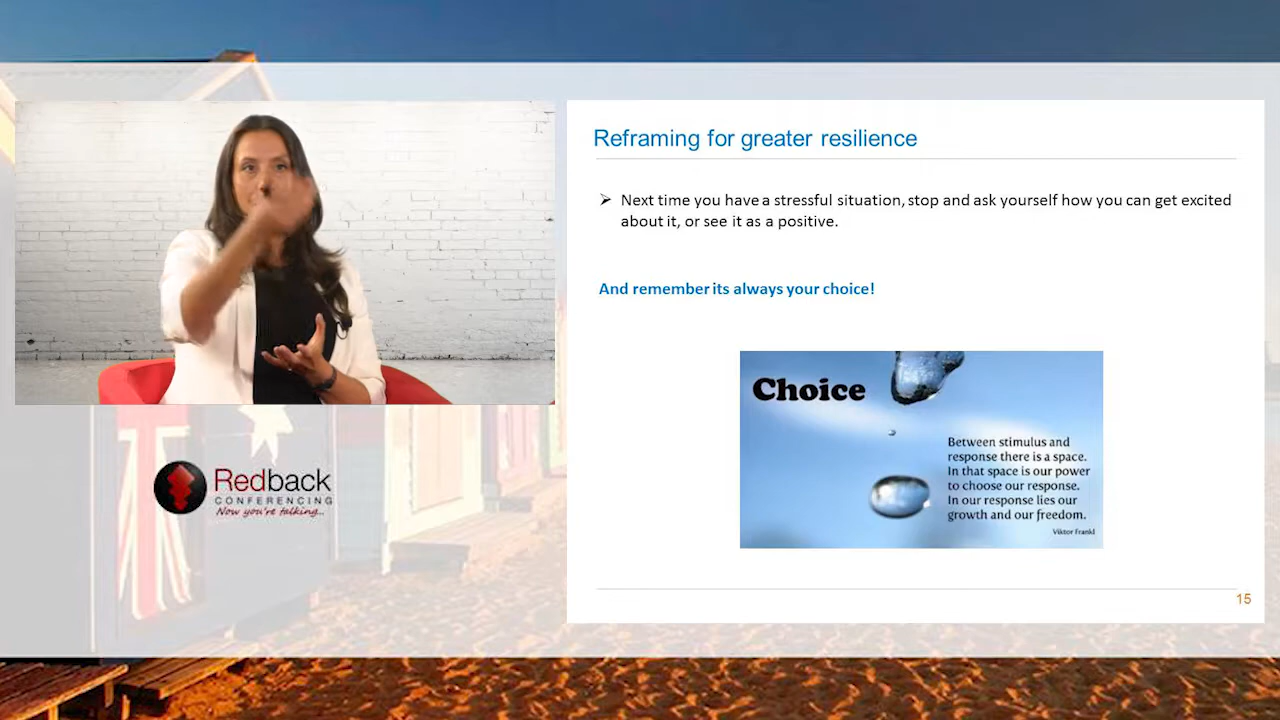 Reframing for greater resilience
➢ Next time you have a stressful situation, stop and ask yourself how you can get excited
about it, or see it as a positive.
And remember its always your choice!
Choice
Between stimulus and
response there is a space.
In that space is our power
to choose our response.
In our response lies our
growth and our freedom.
Viktor Frankl
15
Redback
CONFERENCING
Now you're talking..